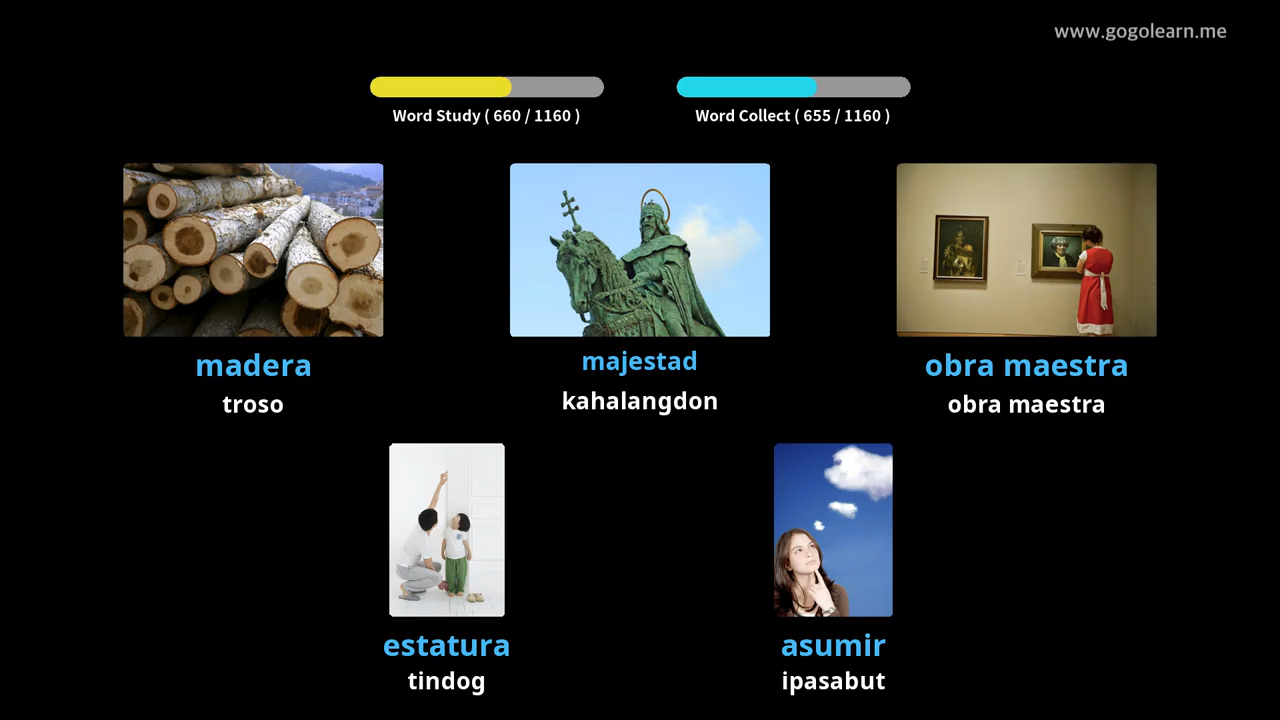 www.gogolearn.me
Word Study ( 660 / 1160 )
Word Collect ( 655 / 1160 )
madera
troso
majestad
kahalangdon
obra maestra
obra maestra
estatura
tindog
asumir
ipasabut